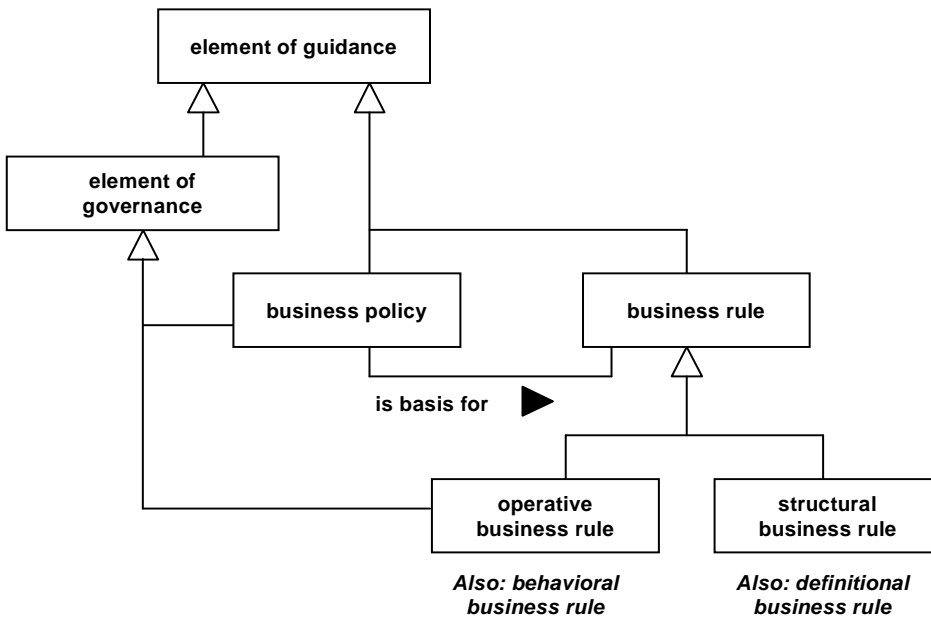 element of guidance
element of
governance
business policy
business rule
is basis for
operative
business rule
structural
business rule
Also: behavioral
business rule
Also: definitional
business rule